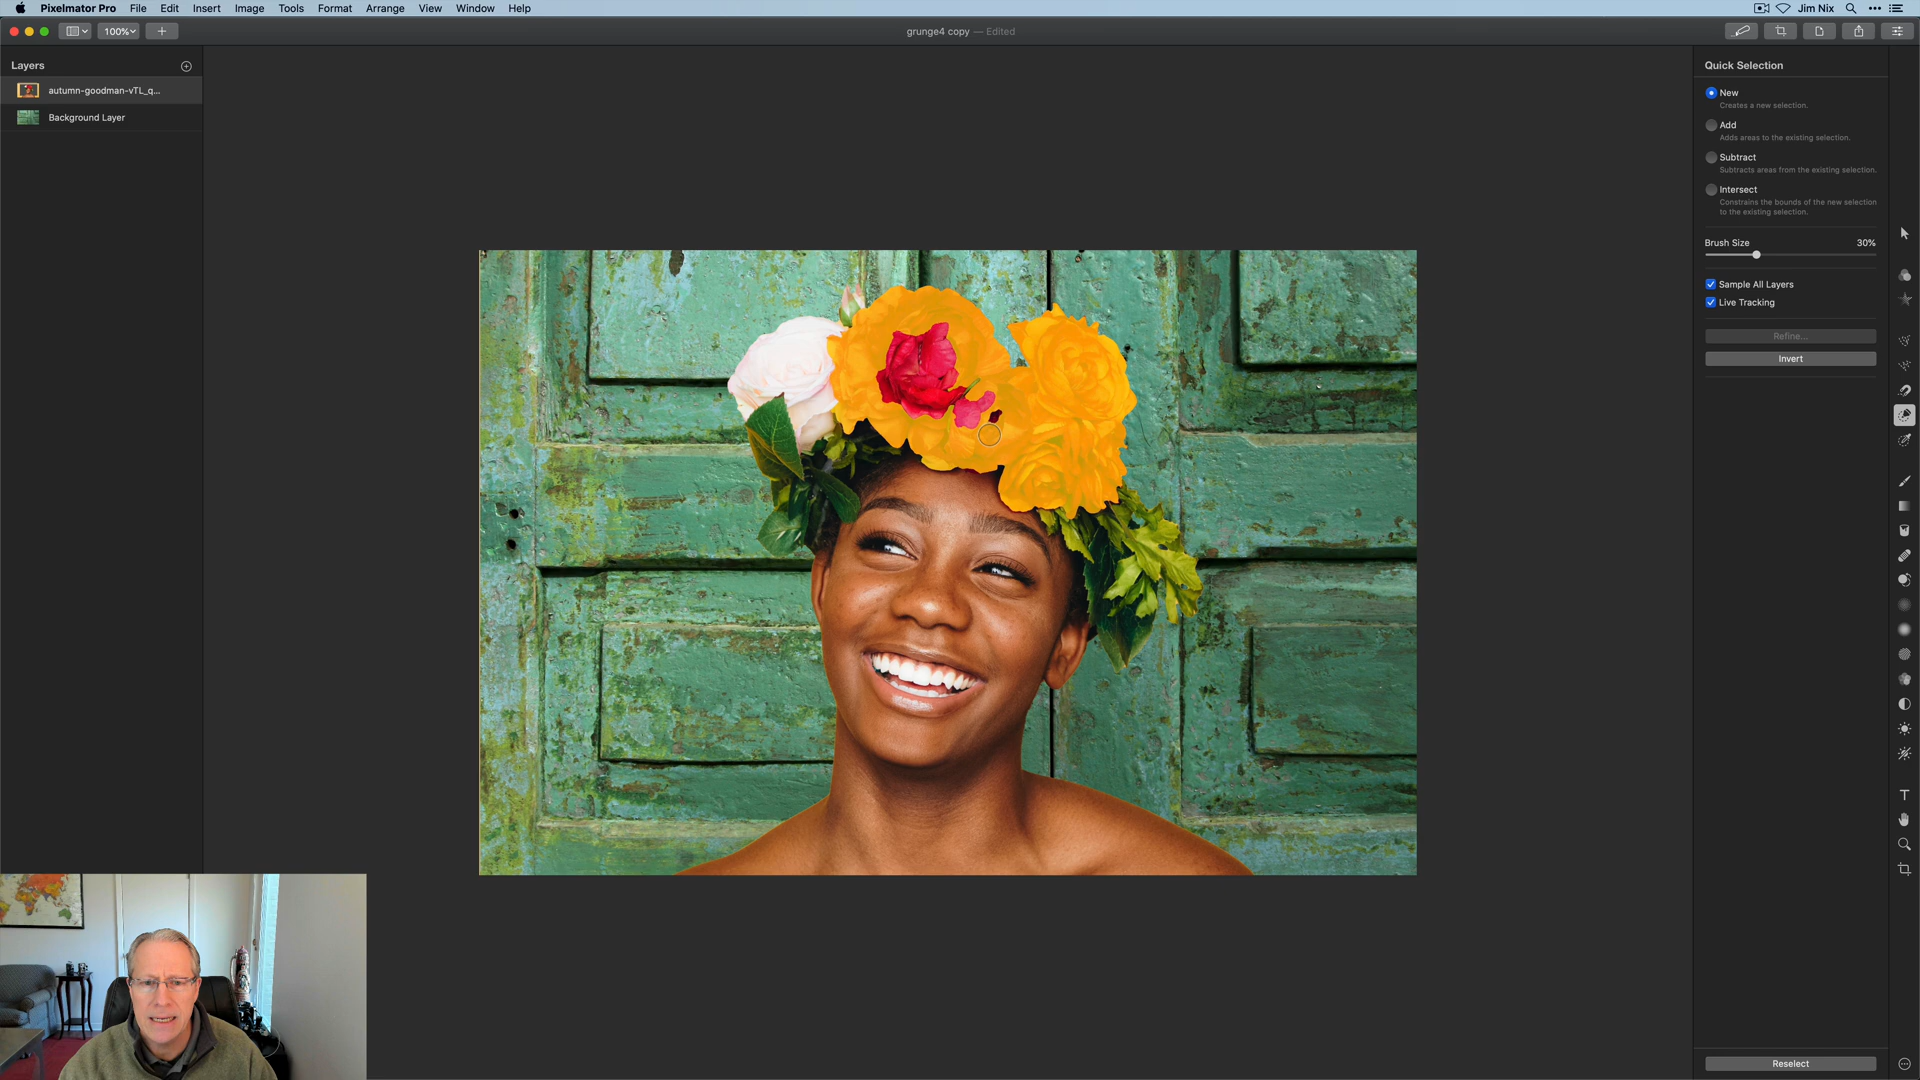 Pixelmator Pro File Edit Insert Image Tools Format Arrange View Window Help Jim Nix
100% grunge4 copy — Edited
Layers
autumn-goodman-vTL_q...
Background Layer
Quick Selection
New
Creates a new selection.
Add
Adds areas to the existing selection.
Subtract
Subtracts areas from the existing selection.
Intersect
Constrains the bounds of the new selection
to the existing selection.
Brush Size 30%
Sample All Layers
Live Tracking
Refine...
Invert
T
Reselect